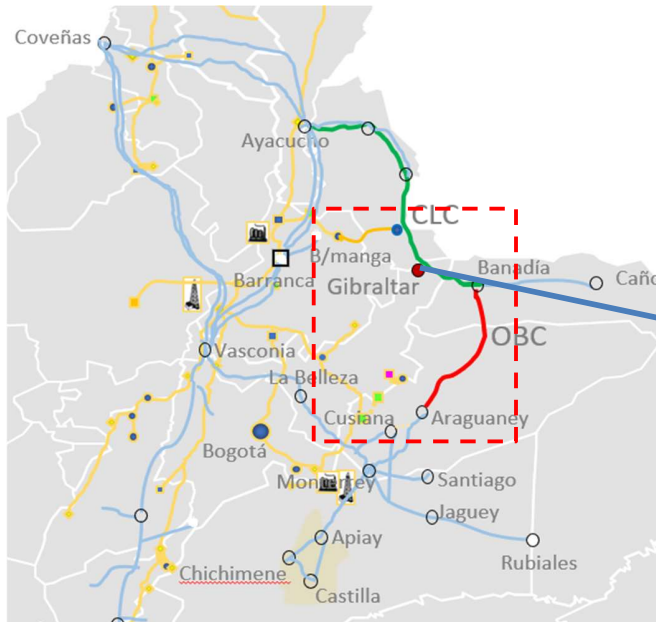 Coveñas
Ayacucho
CLC
B/manga
Barranca
Gibraltar
Banadía
Caño
OBC
Vasconia
La Belleza
Cusiana
Araguaney
Bogotá
Monterrey
Santiago
Jaguey
Apiay
Rubiales
Chichimene
Castilla